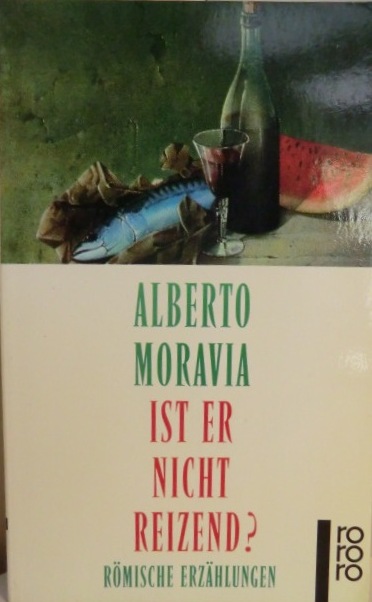 ALBERTO
MORAVIA
IST ER
NICHT
REIZEND?
RÖMISCHE ERZÄHLUNGEN
ro
ro
ro